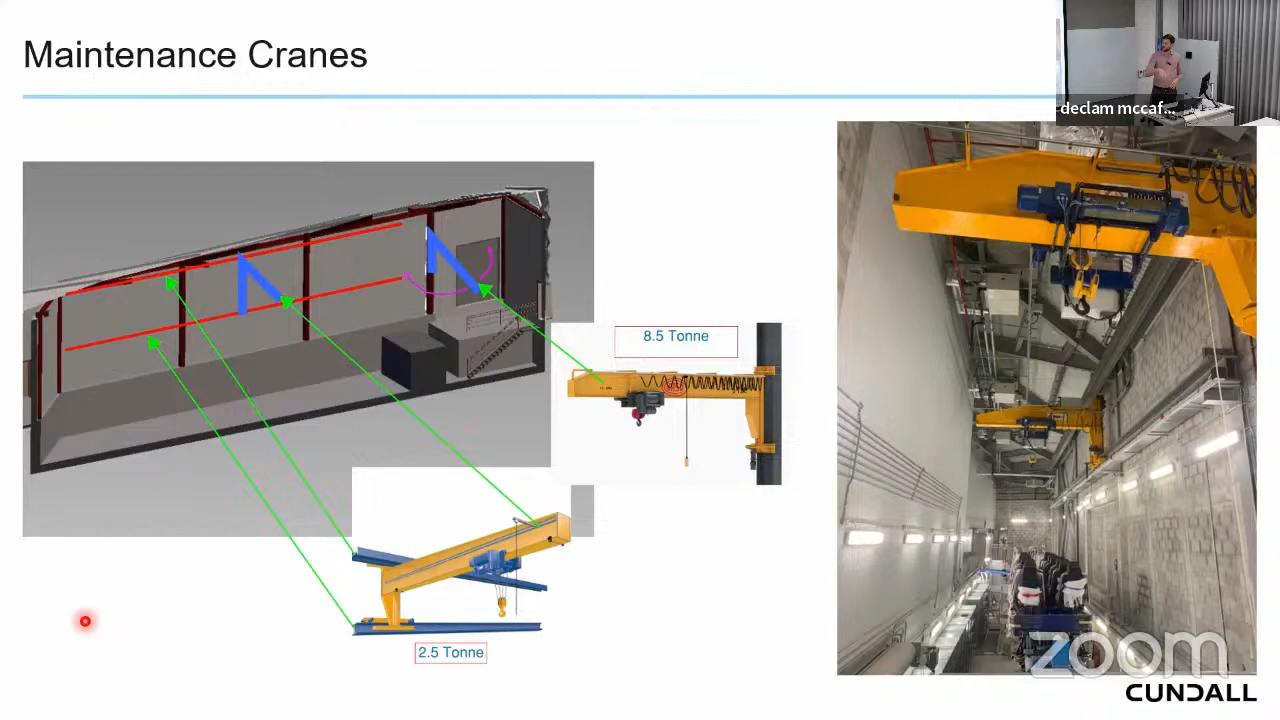 Maintenance Cranes
declam mccaf...
8.5 Tonne
2.5 Tonne
zoom
CUNDALL